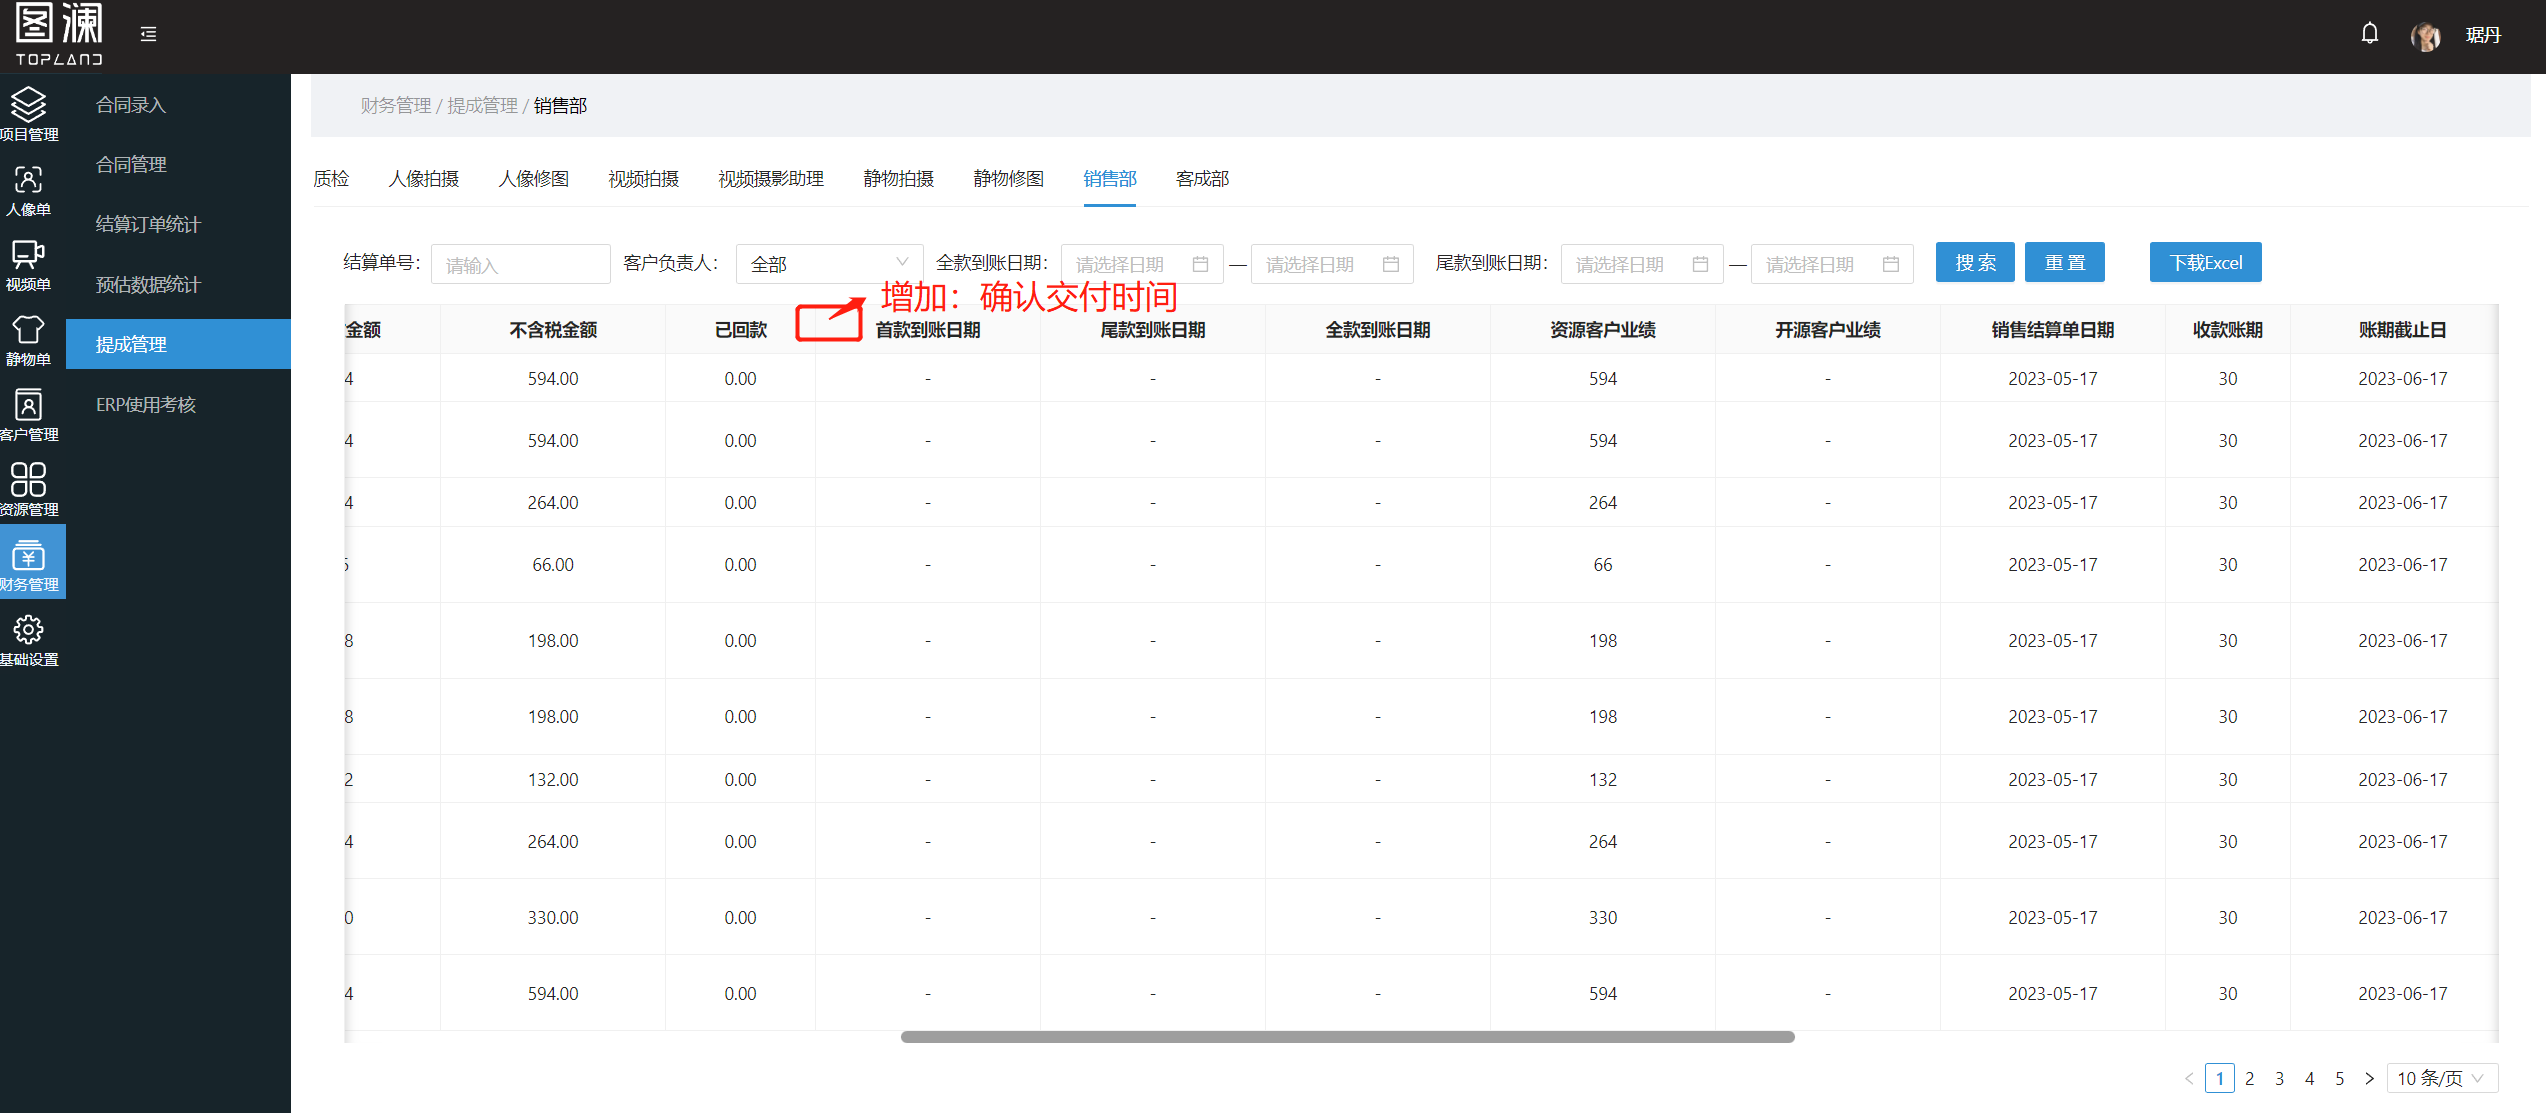 图澜
TOPLAND
琚丹
项目管理
人像单
视频单
静物单
客户管理
资源管理
财务管理
基础设置
合同录入
合同管理
结算订单统计
预估数据统计
提成管理
ERP使用考核
财务管理 / 提成管理 / 销售部
质检 人像拍摄 人像修图 视频拍摄 视频摄影助理 静物拍摄 静物修图 销售部 客成部
结算单号： 请输入 客户负责人： 全部 全款到账日期： 请选择日期 — 请选择日期 尾款到账日期： 请选择日期 — 请选择日期 搜 索 重 置 下载Excel
增加：确认交付时间
金额 不含税金额 已回款 首款到账日期 尾款到账日期 全款到账日期 资源客户业绩 开源客户业绩 销售结算单日期 收款账期 账期截止日
4 594.00 0.00 - - - 594 - 2023-05-17 30 2023-06-17
4 594.00 0.00 - - - 594 - 2023-05-17 30 2023-06-17
4 264.00 0.00 - - - 264 - 2023-05-17 30 2023-06-17
66.00 0.00 - - - 66 - 2023-05-17 30 2023-06-17
8 198.00 0.00 - - - 198 - 2023-05-17 30 2023-06-17
8 198.00 0.00 - - - 198 - 2023-05-17 30 2023-06-17
2 132.00 0.00 - - - 132 - 2023-05-17 30 2023-06-17
4 264.00 0.00 - - - 264 - 2023-05-17 30 2023-06-17
0 330.00 0.00 - - - 330 - 2023-05-17 30 2023-06-17
4 594.00 0.00 - - - 594 - 2023-05-17 30 2023-06-17
< 1 2 3 4 5 > 10 条/页